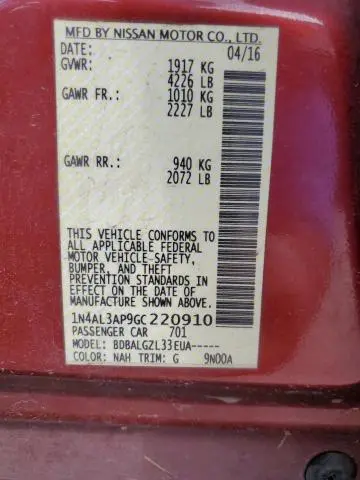 MFD BY NISSAN MOTOR CO., LTD.
DATE: 04/16
GVWR: 1917 KG
4226 LB
GAWR FR.: 1010 KG
2227 LB
GAWR RR: 940 KG
2072 LB
THIS VEHICLE CONFORMS TO
ALL APPLICABLE FEDERAL
MOTOR VEHICLE-SAFETY,
BUMPER, AND THEFT
PREVENTION STANDARDS IN
EFFECT ON THE DATE OF
MANUFACTURE SHOWN ABOVE.
1N4AL3AP9GC220910
PASSENGER CAR 701
MODEL: BDBALGZL33EUA-----
COLOR: NAH TRIM: G 9N00A